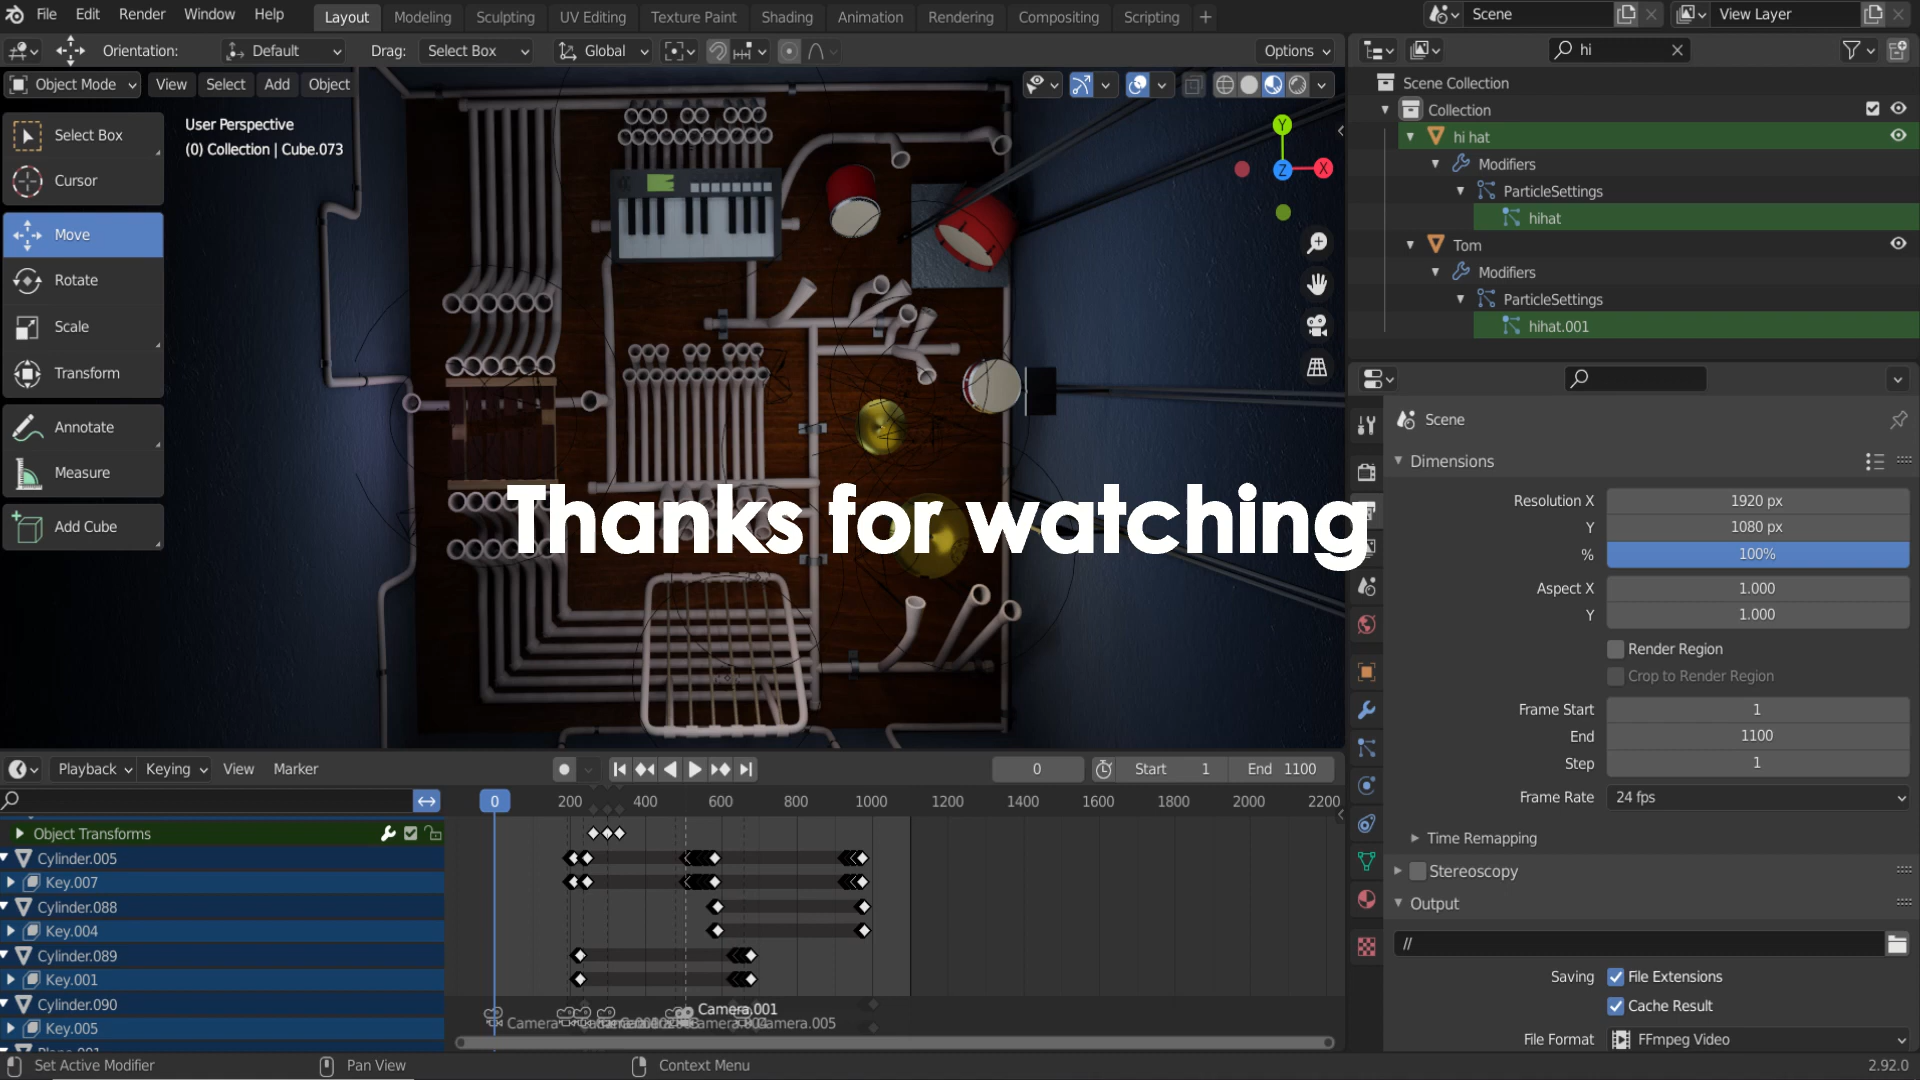 File Edit Render Window Help Layout Modeling Sculpting UV Editing Texture Paint Shading Animation Rendering Compositing Scripting + Scene View Layer
Orientation: Default Drag: Select Box Global Options hi
Object Mode View Select Add Object
User Perspective
(0) Collection | Cube.073
Select Box
Cursor
Move
Rotate
Scale
Transform
Annotate
Measure
Add Cube
Y
Z
X
Scene Collection
Collection
hi hat
Modifiers
ParticleSettings
hihat
Tom
Modifiers
ParticleSettings
hihat.001
Thanks for watching
Scene
Dimensions
Resolution X 1920 px
Y 1080 px
% 100%
Aspect X 1.000
Y 1.000
Render Region
Crop to Render Region
Frame Start 1
End 1100
Step 1
Frame Rate 24 fps
Time Remapping
Stereoscopy
Output
//
Saving File Extensions
Cache Result
File Format FFmpeg Video
Playback Keying View Marker 0 Start 1 End 1100
0 200 400 600 800 1000 1200 1400 1600 1800 2000 2200
Object Transforms
Cylinder.005
Key.007
Cylinder.088
Key.004
Cylinder.089
Key.001
Cylinder.090
Key.005
Camera.001
Camera Camera.005
Set Active Modifier Pan View Context Menu 2.92.0